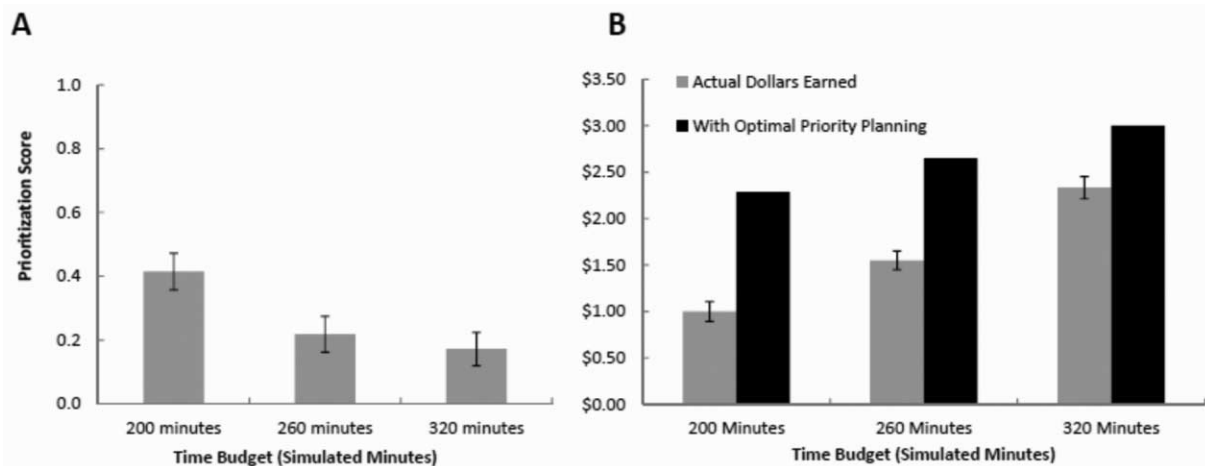 A
Prioritization Score
1.0
0.8
0.6
0.4
0.2
0.0
200 minutes
260 minutes
320 minutes
Time Budget (Simulated Minutes)
B
$3.50
$3.00
$2.50
$2.00
$1.50
$1.00
$0.50
$0.00
Actual Dollars Earned
With Optimal Priority Planning
200 Minutes
260 Minutes
320 Minutes
Time Budget (Simulated Minutes)